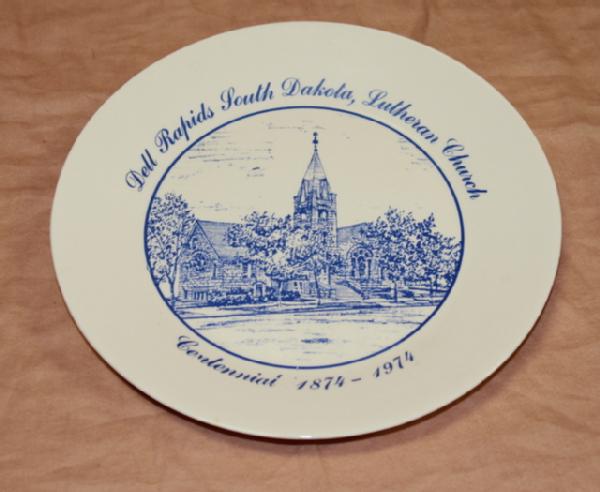 Dell Rapids South Dakota, Lutheran Church
Centennial 1874 - 1974